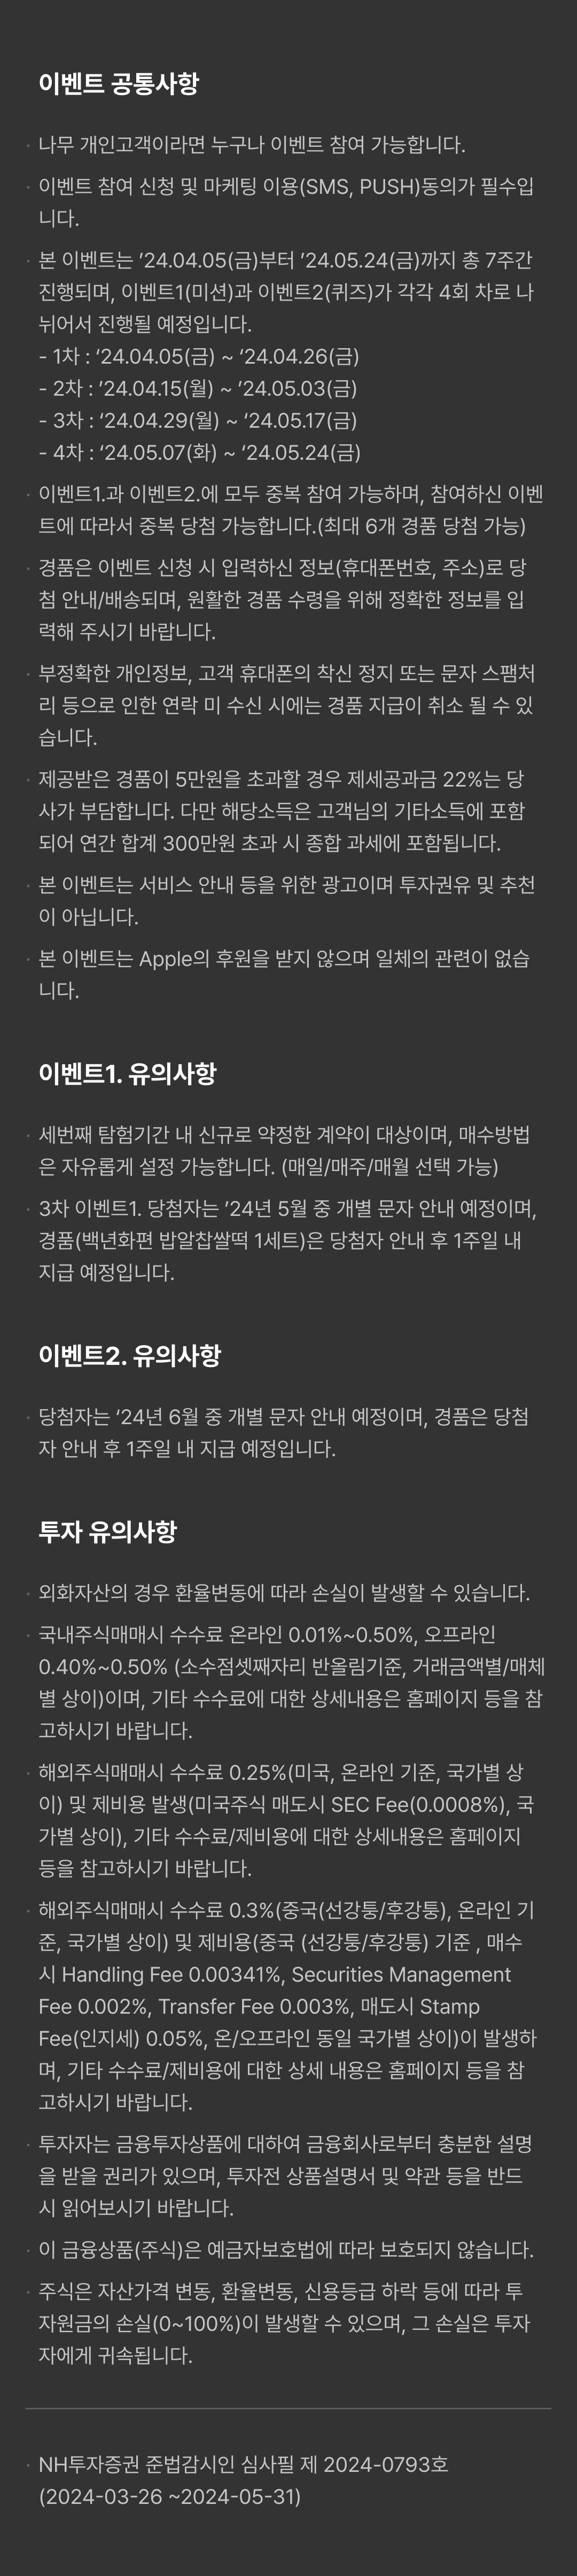 이벤트 공통사항
· 나무 개인고객이라면 누구나 이벤트 참여 가능합니다.
· 이벤트 참여 신청 및 마케팅 이용(SMS, PUSH)동의가 필수입
니다.
· 본 이벤트는 ’24.04.05(금)부터 ’24.05.24(금)까지 총 7주간
진행되며, 이벤트1(미션)과 이벤트2(퀴즈)가 각각 4회 차로 나
뉘어서 진행될 예정입니다.
- 1차 : ‘24.04.05(금) ~ ‘24.04.26(금)
- 2차 : ’24.04.15(월) ~ ’24.05.03(금)
- 3차 : ‘24.04.29(월) ~ ‘24.05.17(금)
- 4차 : ‘24.05.07(화) ~ ‘24.05.24(금)
· 이벤트1.과 이벤트2.에 모두 중복 참여 가능하며, 참여하신 이벤
트에 따라서 중복 당첨 가능합니다.(최대 6개 경품 당첨 가능)
· 경품은 이벤트 신청 시 입력하신 정보(휴대폰번호, 주소)로 당
첨 안내/배송되며, 원활한 경품 수령을 위해 정확한 정보를 입
력해 주시기 바랍니다.
· 부정확한 개인정보, 고객 휴대폰의 착신 정지 또는 문자 스팸처
리 등으로 인한 연락 미 수신 시에는 경품 지급이 취소 될 수 있
습니다.
· 제공받은 경품이 5만원을 초과할 경우 제세공과금 22%는 당
사가 부담합니다. 다만 해당소득은 고객님의 기타소득에 포함
되어 연간 합계 300만원 초과 시 종합 과세에 포함됩니다.
· 본 이벤트는 서비스 안내 등을 위한 광고이며 투자권유 및 추천
이 아닙니다.
· 본 이벤트는 Apple의 후원을 받지 않으며 일체의 관련이 없습
니다.
이벤트1. 유의사항
· 세번째 탐험기간 내 신규로 약정한 계약이 대상이며, 매수방법
은 자유롭게 설정 가능합니다. (매일/매주/매월 선택 가능)
· 3차 이벤트1. 당첨자는 ’24년 5월 중 개별 문자 안내 예정이며,
경품(백년화편 밥알찹쌀떡 1세트)은 당첨자 안내 후 1주일 내
지급 예정입니다.
이벤트2. 유의사항
· 당첨자는 ‘24년 6월 중 개별 문자 안내 예정이며, 경품은 당첨
자 안내 후 1주일 내 지급 예정입니다.
투자 유의사항
· 외화자산의 경우 환율변동에 따라 손실이 발생할 수 있습니다.
· 국내주식매매시 수수료 온라인 0.01%~0.50%, 오프라인
0.40%~0.50% (소수점셋째자리 반올림기준, 거래금액별/매체
별 상이)이며, 기타 수수료에 대한 상세내용은 홈페이지 등을 참
고하시기 바랍니다.
· 해외주식매매시 수수료 0.25%(미국, 온라인 기준, 국가별 상
이) 및 제비용 발생(미국주식 매도시 SEC Fee(0.0008%), 국
가별 상이), 기타 수수료/제비용에 대한 상세내용은 홈페이지
등을 참고하시기 바랍니다.
· 해외주식매매시 수수료 0.3%(중국(선강퉁/후강퉁), 온라인 기
준, 국가별 상이) 및 제비용(중국 (선강퉁/후강퉁) 기준 , 매수
시 Handling Fee 0.00341%, Securities Management
Fee 0.002%, Transfer Fee 0.003%, 매도시 Stamp
Fee(인지세) 0.05%, 온/오프라인 동일 국가별 상이)이 발생하
며, 기타 수수료/제비용에 대한 상세 내용은 홈페이지 등을 참
고하시기 바랍니다.
· 투자자는 금융투자상품에 대하여 금융회사로부터 충분한 설명
을 받을 권리가 있으며, 투자전 상품설명서 및 약관 등을 반드
시 읽어보시기 바랍니다.
· 이 금융상품(주식)은 예금자보호법에 따라 보호되지 않습니다.
· 주식은 자산가격 변동, 환율변동, 신용등급 하락 등에 따라 투
자원금의 손실(0~100%)이 발생할 수 있으며, 그 손실은 투자
자에게 귀속됩니다.
· NH투자증권 준법감시인 심사필 제 2024-0793호
(2024-03-26 ~2024-05-31)